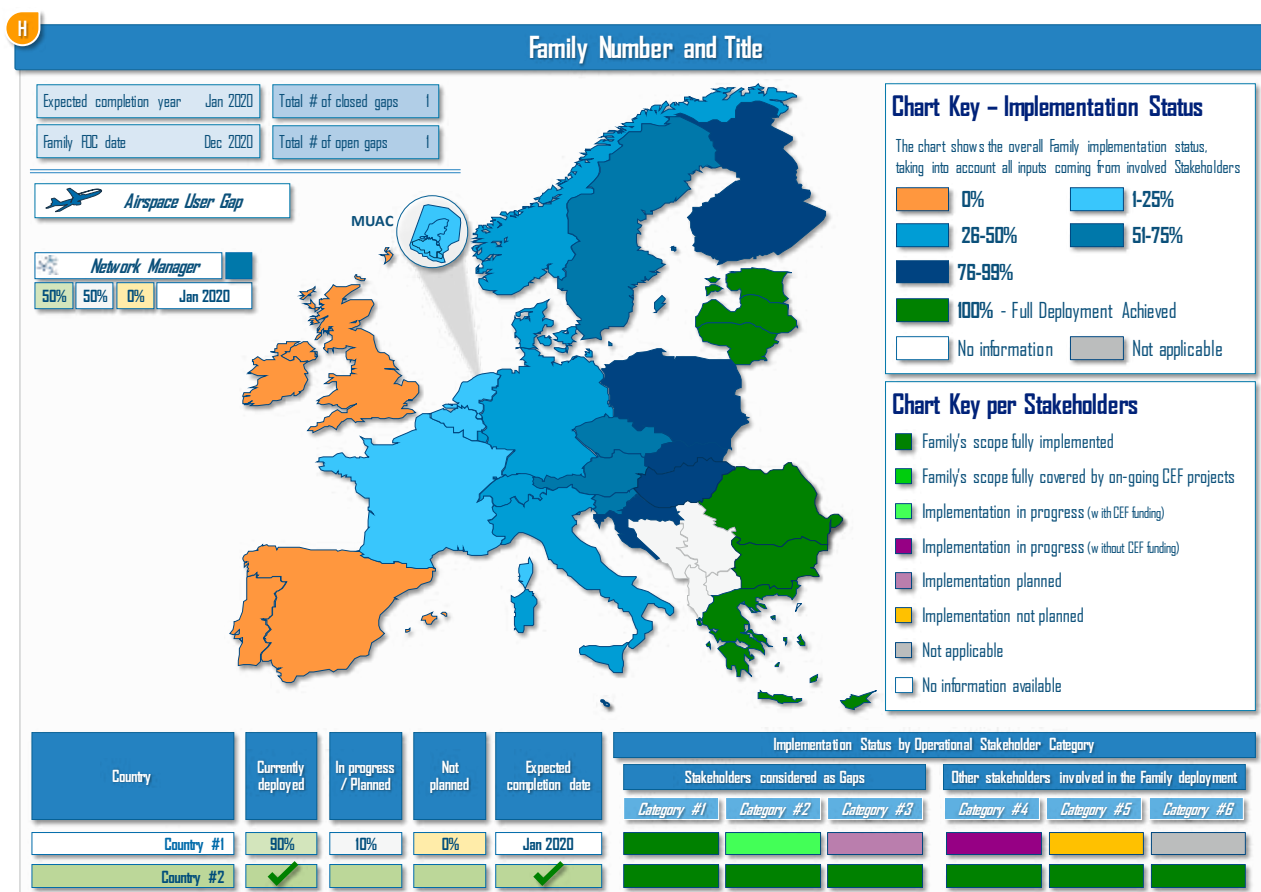 H
Family Number and Title
Expected completion year Jan 2020
Total # of closed gaps 1
Family FOC date Dec 2020
Total # of open gaps 1
Airspace User Gap
MUAC
Network Manager
50% 50% 0% Jan 2020
Chart Key – Implementation Status
The chart shows the overall Family implementation status,
taking into account all inputs coming from involved Stakeholders
0% 1-25%
26-50% 51-75%
76-99%
100% - Full Deployment Achieved
No information Not applicable
Chart Key per Stakeholders
Family's scope fully implemented
Family's scope fully covered by on-going CEF projects
Implementation in progress (with CEF funding)
Implementation in progress (without CEF funding)
Implementation planned
Implementation not planned
Not applicable
No information available
Country
Currently
deployed
In progress
/ Planned
Not
planned
Expected
completion date
Implementation Status by Operational Stakeholder Category
Stakeholders considered as Gaps
Other stakeholders involved in the Family deployment
Category #1 Category #2 Category #3 Category #4 Category #5 Category #6
Country #1 90% 10% 0% Jan 2020
Country #2